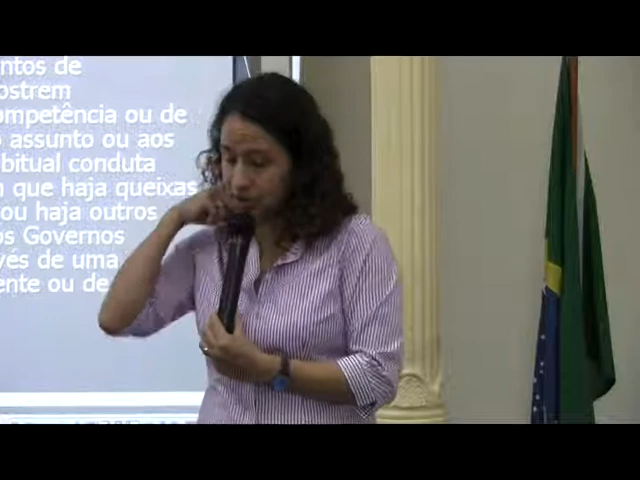 ntos de
ostrem
ompetência ou de
o assunto ou ao
bitual conduta
m que haja queixas
ou haja outros
os Governos
vés de uma
ente ou de